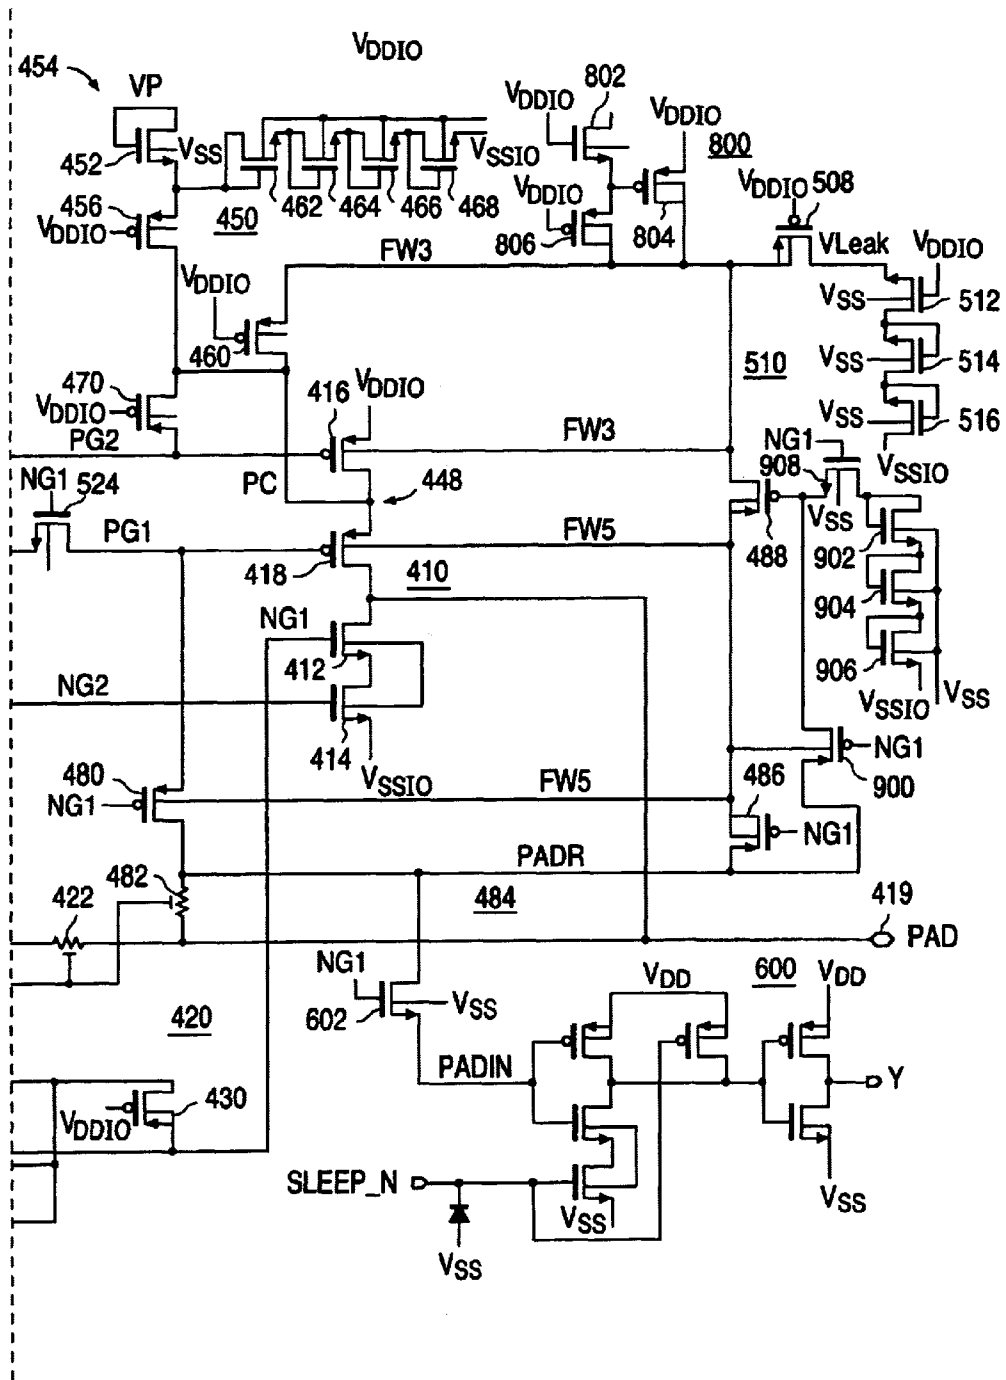 VDDIO
454
VP
802
VDDIO
VDDIO
800
452
VSS
VSSIO
VDDIO
508
456
VDDIO
450
462
464
466
468
VDDIO
806
804
VLeak
VDDIO
FW3
VDDIO
VSS
512
460
510
VSS
514
470
VDDIO
416
VDDIO
VSS
516
PG2
FW3
NG1
VSSIO
NG1
524
PC
448
908
PG1
FW5
488
VSS
902
418
410
904
NG1
412
906
NG2
VSSIO
VSS
414
NG1
480
VSSIO
900
NG1
FW5
486
NG1
PADR
482
422
484
419
PAD
NG1
VDD
600
VDD
602
VSS
420
PADIN
Y
430
VDDIO
SLEEP_N
VSS
VSS
VSS